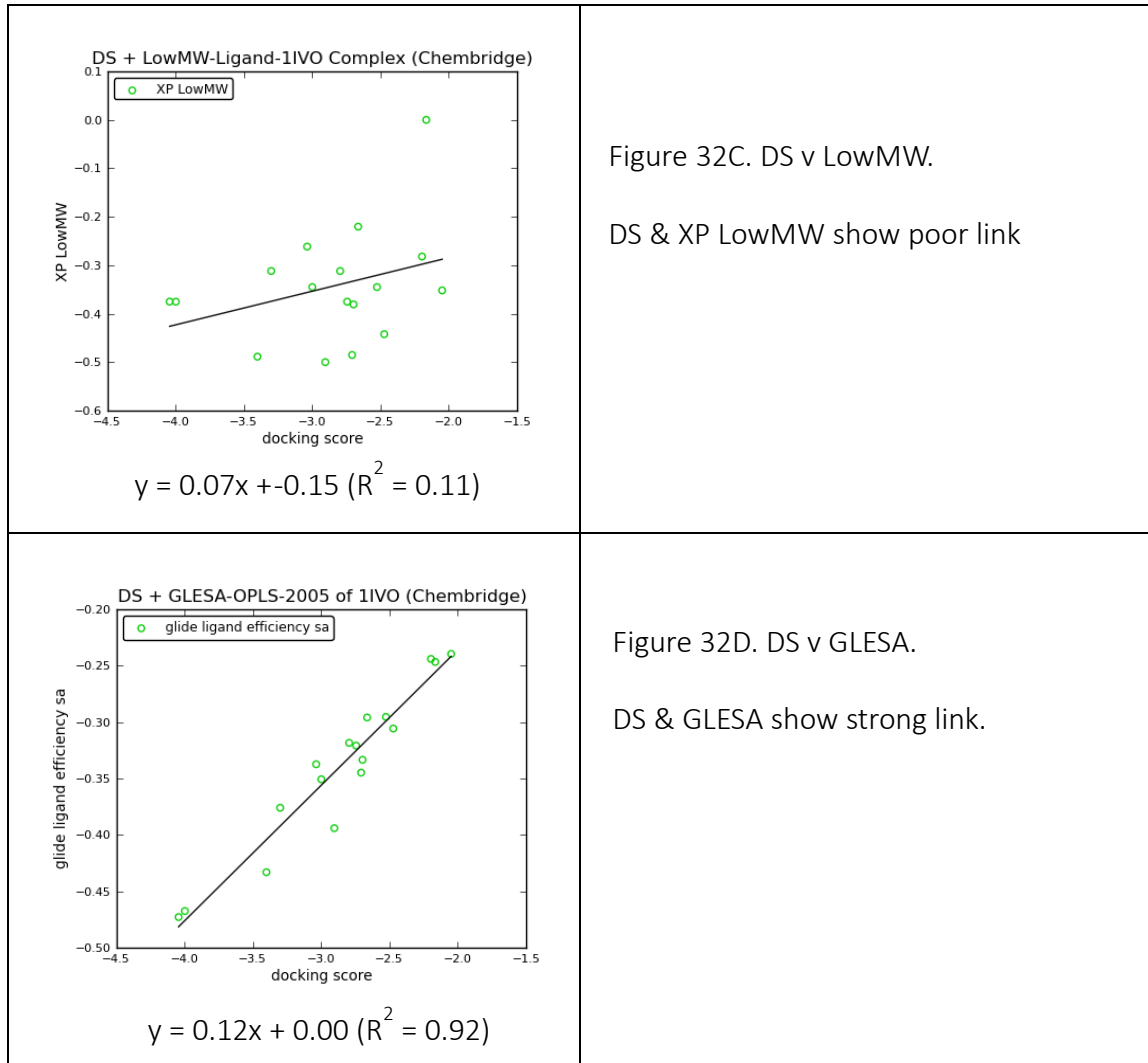 DS + LowMW-Ligand-1IVO Complex (Chembridge)
XP LowMW
0.1
0.0
−0.1
−0.2
−0.3
−0.4
−0.5
−0.6
XP LowMW
−4.5 −4.0 −3.5 −3.0 −2.5 −2.0 −1.5
docking score
y = 0.07x +-0.15 (R² = 0.11)
Figure 32C. DS v LowMW.
DS & XP LowMW show poor link
DS + GLESA-OPLS-2005 of 1IVO (Chembridge)
glide ligand efficiency sa
−0.20
−0.25
−0.30
−0.35
−0.40
−0.45
−0.50
glide ligand efficiency sa
−4.5 −4.0 −3.5 −3.0 −2.5 −2.0 −1.5
docking score
y = 0.12x + 0.00 (R² = 0.92)
Figure 32D. DS v GLESA.
DS & GLESA show strong link.